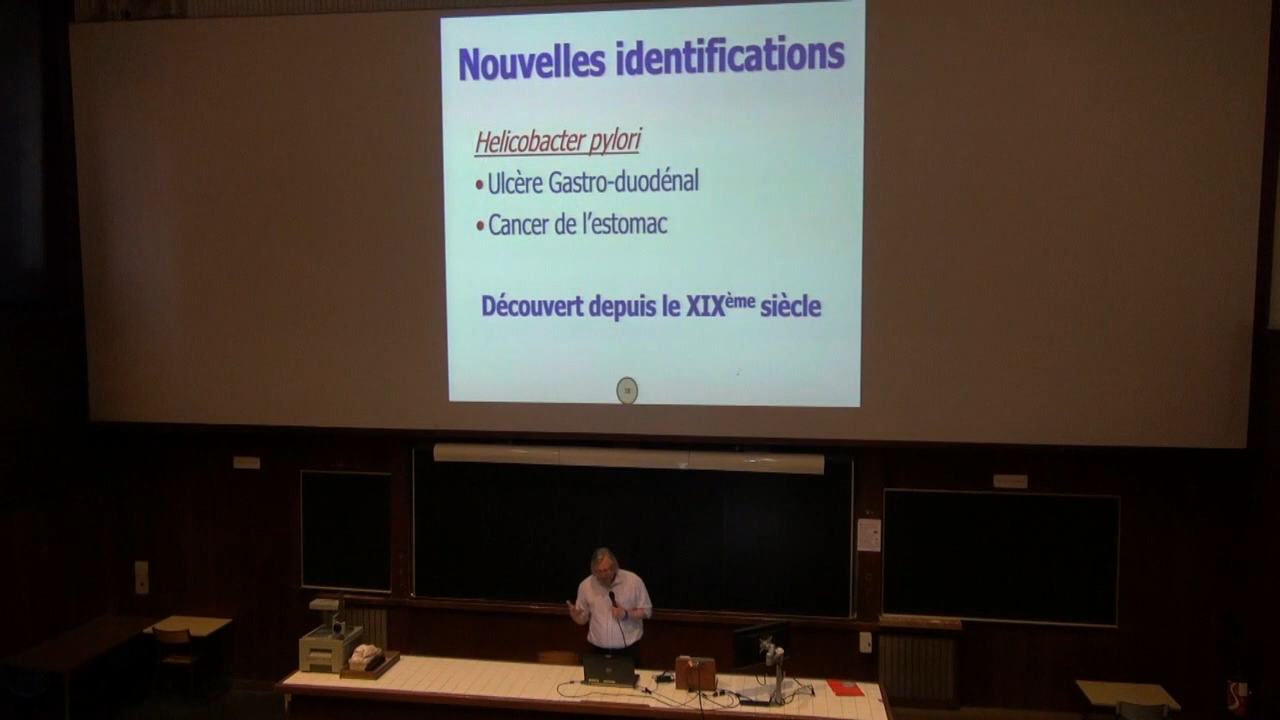 Nouvelles identifications
Helicobacter pylori
• Ulcère Gastro-duodénal
• Cancer de l'estomac
Découvert depuis le XIXème siècle